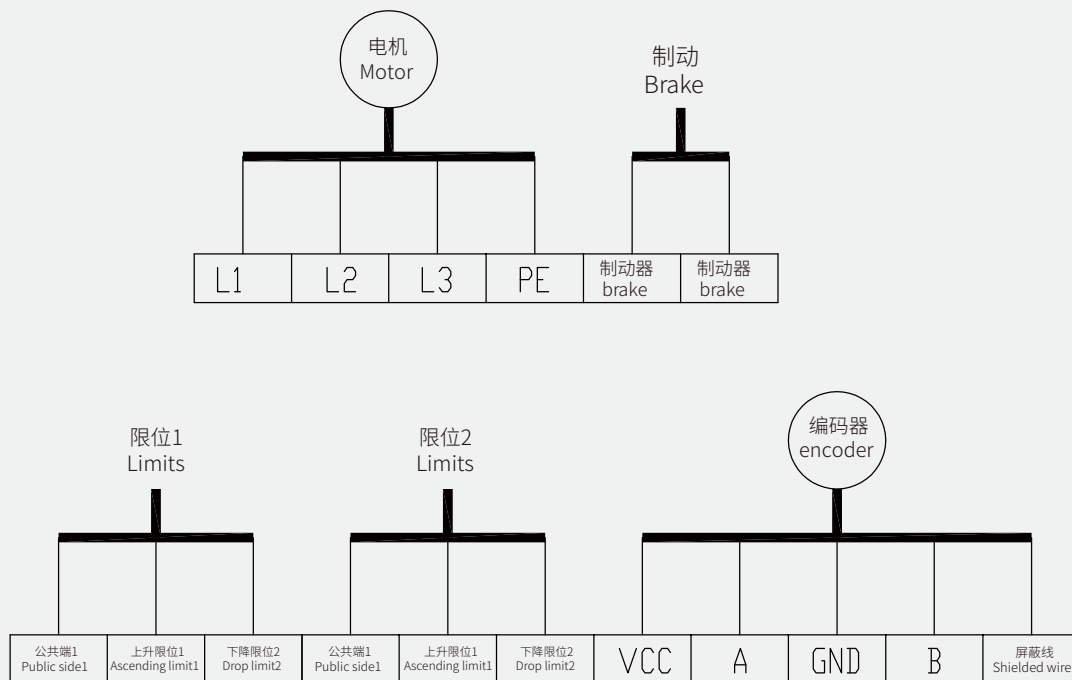 电机
Motor
制动
Brake
L1
L2
L3
PE
制动器
brake
制动器
brake
限位1
Limits
限位2
Limits
编码器
encoder
公共端1
Public side1
上升限位1
Ascending limit1
下降限位2
Drop limit2
公共端1
Public side1
上升限位1
Ascending limit1
下降限位2
Drop limit2
VCC
A
GND
B
屏蔽线
Shielded wire